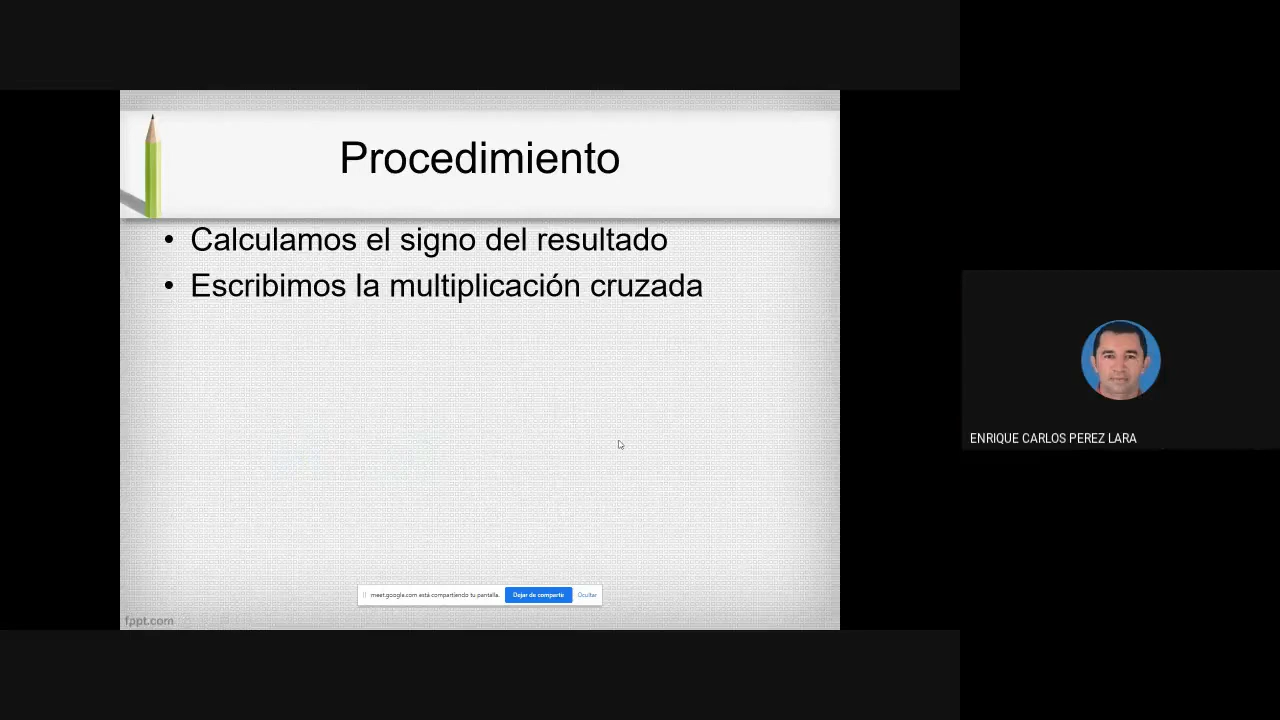 Procedimiento
• Calculamos el signo del resultado
• Escribimos la multiplicación cruzada
ENRIQUE CARLOS PEREZ LARA
meet.google.com está compartiendo tu pantalla. Dejar de compartir Ocultar
fppt.com